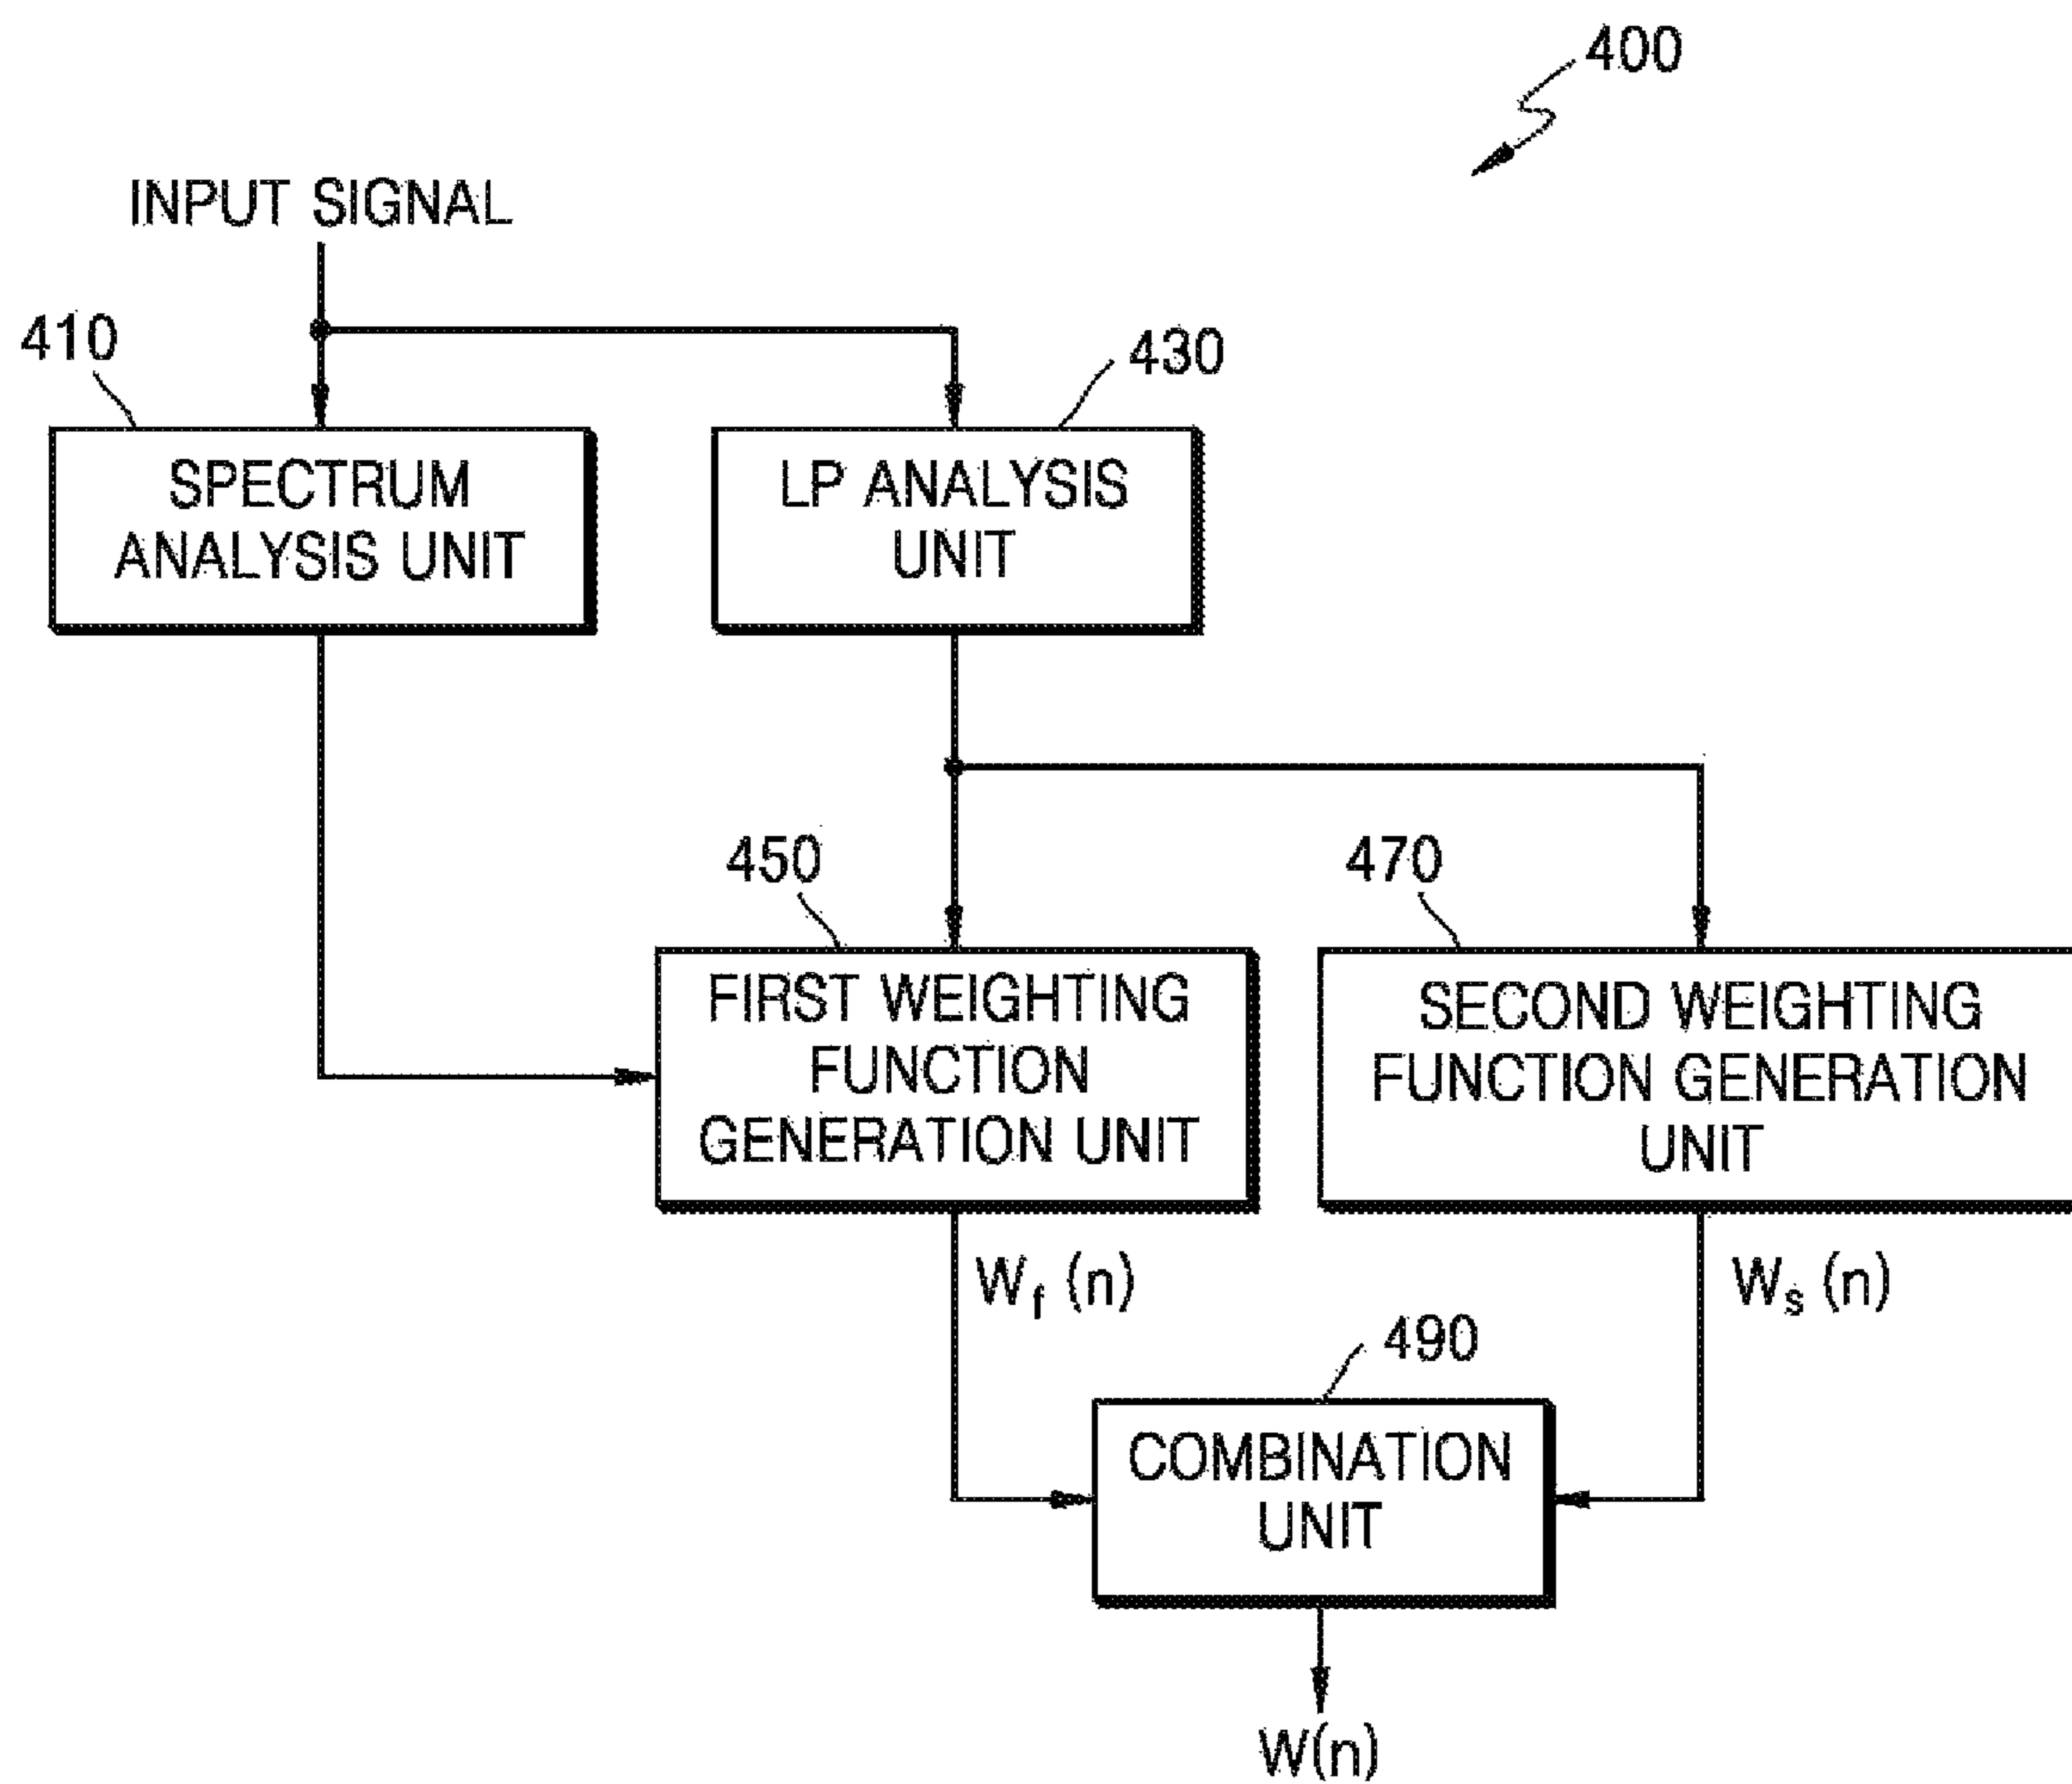 400
INPUT SIGNAL
410
430
SPECTRUM
ANALYSIS UNIT
LP ANALYSIS
UNIT
450
470
FIRST WEIGHTING
FUNCTION
GENERATION UNIT
SECOND WEIGHTING
FUNCTION GENERATION
UNIT
Wf (n)
Ws (n)
490
COMBINATION
UNIT
W(n)